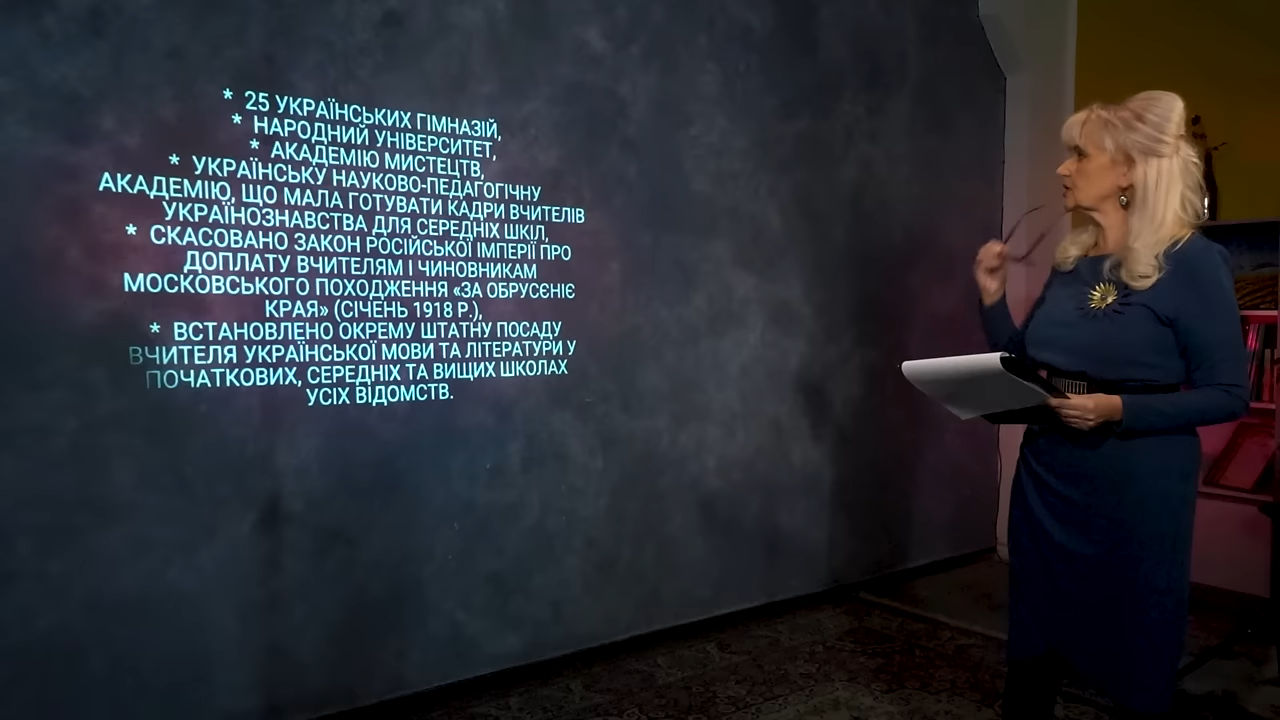 * 25 УКРАЇНСЬКИХ ГІМНАЗІЙ,
* НАРОДНИЙ УНІВЕРСИТЕТ,
* АКАДЕМІЮ МИСТЕЦТВ,
* УКРАЇНСЬКУ НАУКОВО-ПЕДАГОГІЧНУ
АКАДЕМІЮ, ЩО МАЛА ГОТУВАТИ КАДРИ ВЧИТЕЛІВ
УКРАЇНОЗНАВСТВА ДЛЯ СЕРЕДНІХ ШКІЛ,
* СКАСОВАНО ЗАКОН РОСІЙСЬКОЇ ІМПЕРІЇ ПРО
ДОПЛАТУ ВЧИТЕЛЯМ І ЧИНОВНИКАМ
МОСКОВСЬКОГО ПОХОДЖЕННЯ «ЗА ОБРУСЄНІЄ
КРАЯ» (СІЧЕНЬ 1918 Р.),
* ВСТАНОВЛЕНО ОКРЕМУ ШТАТНУ ПОСАДУ
ВЧИТЕЛЯ УКРАЇНСЬКОЇ МОВИ ТА ЛІТЕРАТУРИ У
ПОЧАТКОВИХ, СЕРЕДНІХ ТА ВИЩИХ ШКОЛАХ
УСІХ ВІДОМСТВ.